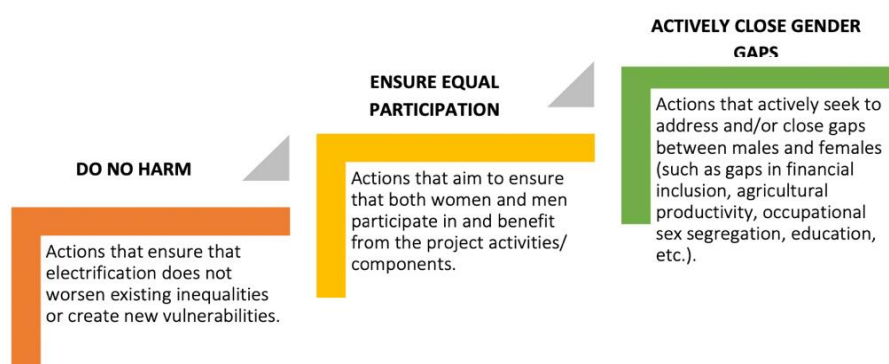 DO NO HARM
Actions that ensure that
electrification does not
worsen existing inequalities
or create new vulnerabilities.
ENSURE EQUAL
PARTICIPATION
Actions that aim to ensure
that both women and men
participate in and benefit
from the project activities/
components.
ACTIVELY CLOSE GENDER
GAPS
Actions that actively seek to
address and/or close gaps
between males and females
(such as gaps in financial
inclusion, agricultural
productivity, occupational
sex segregation, education,
etc.).